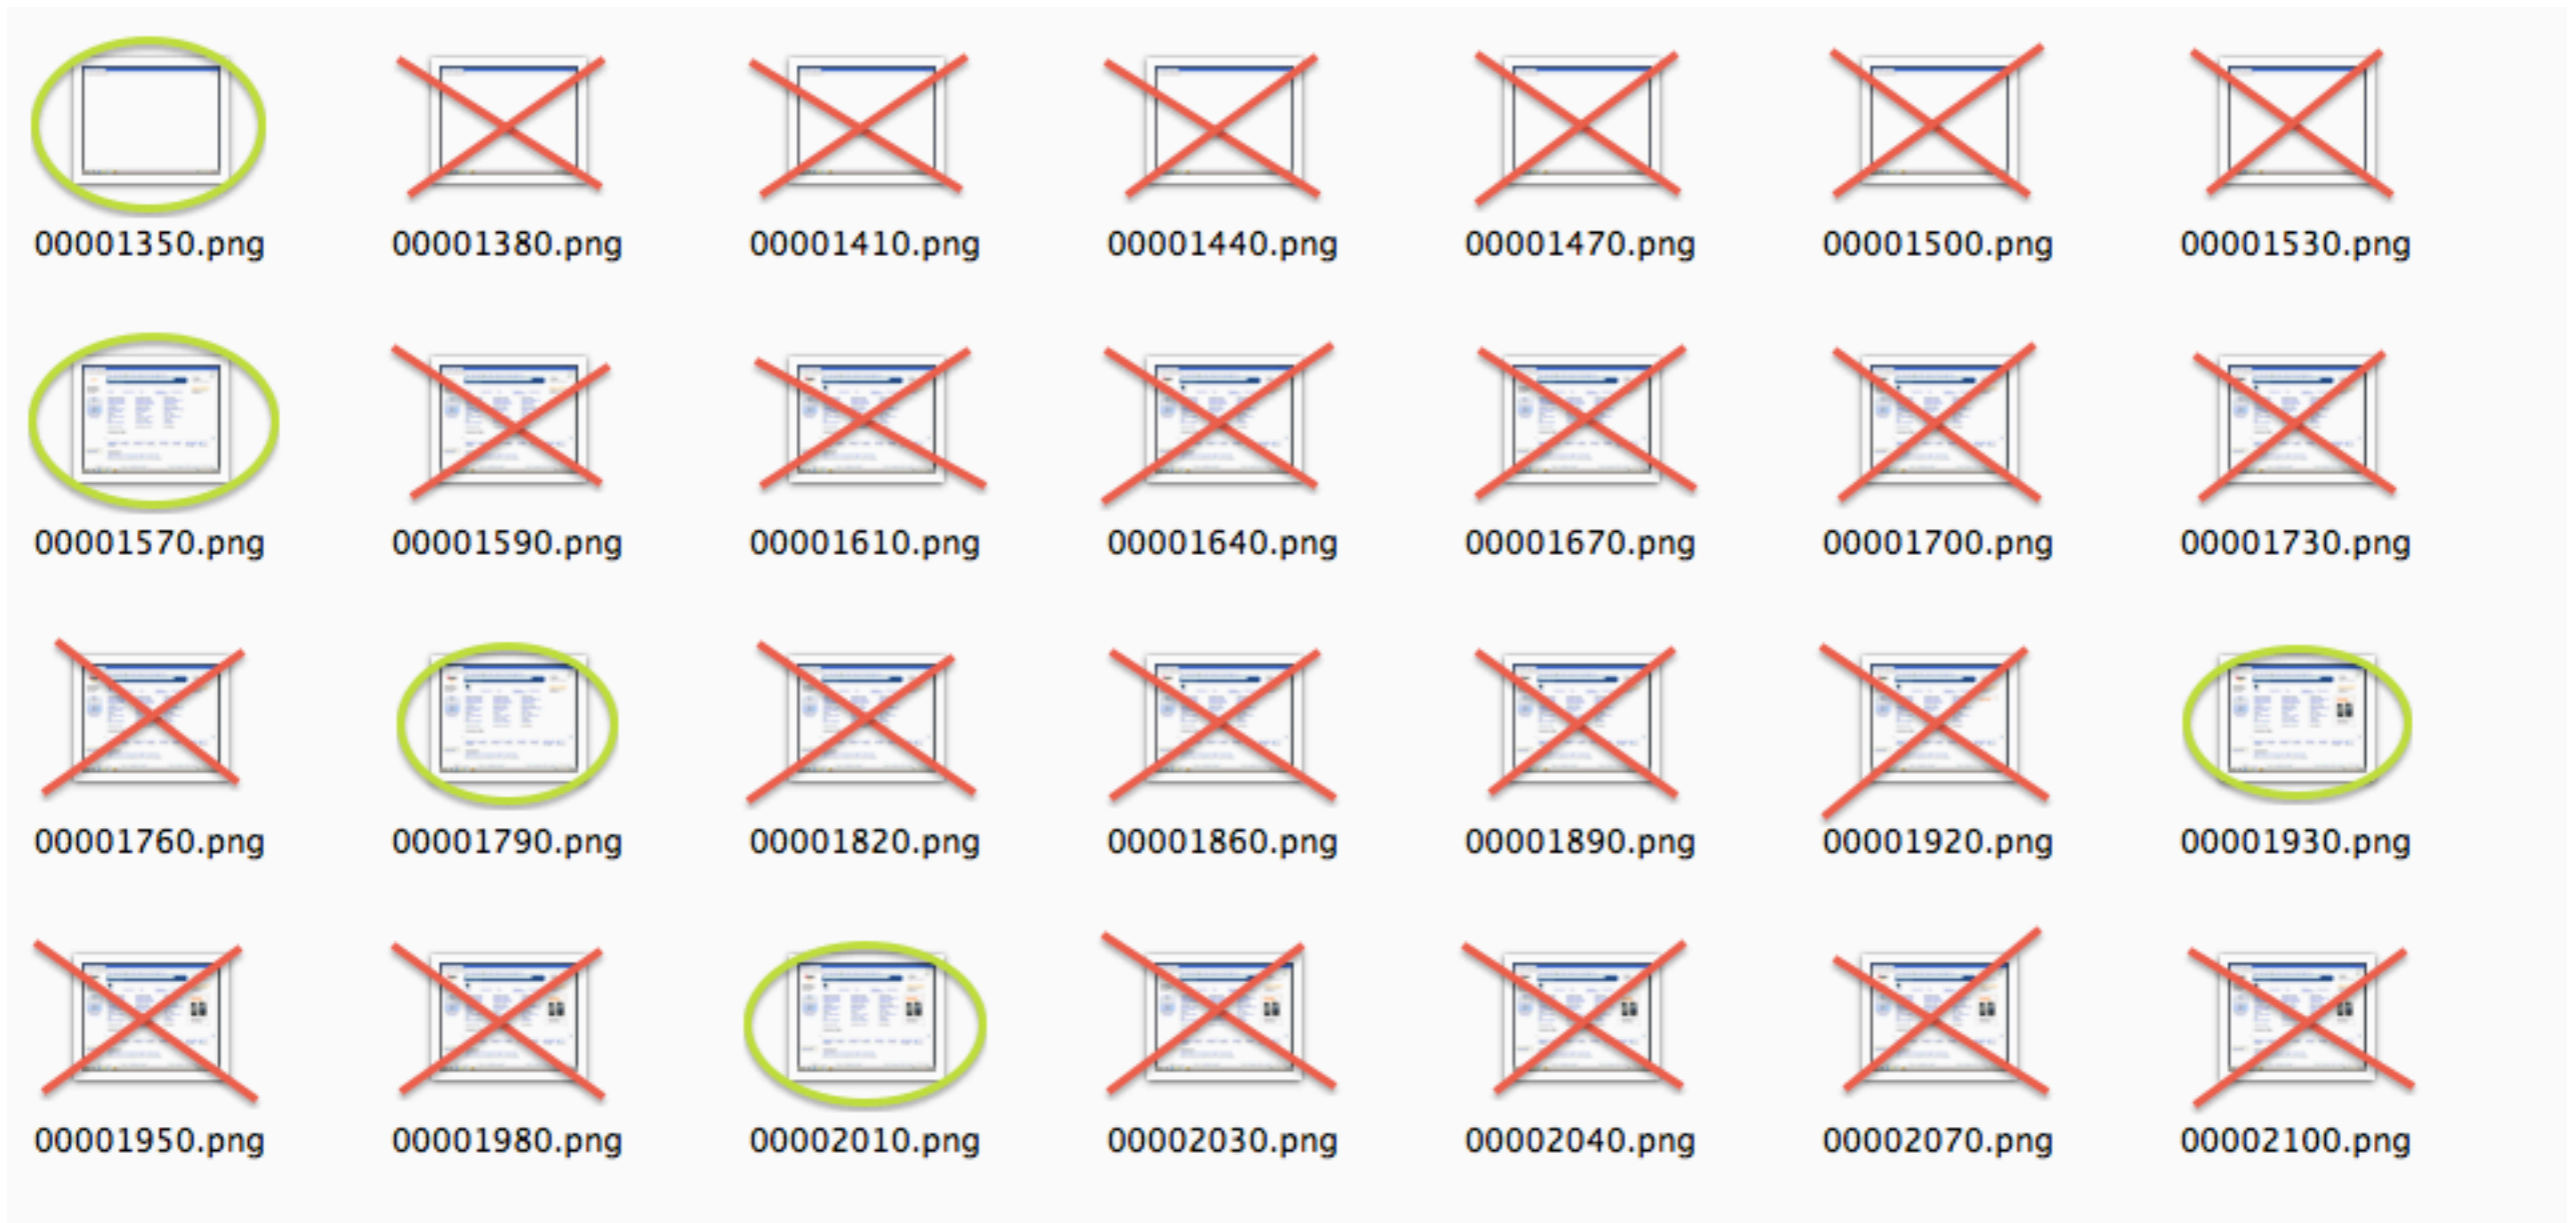 00001350.png 00001380.png 00001410.png 00001440.png 00001470.png 00001500.png 00001530.png
00001570.png 00001590.png 00001610.png 00001640.png 00001670.png 00001700.png 00001730.png
00001760.png 00001790.png 00001820.png 00001860.png 00001890.png 00001920.png 00001930.png
00001950.png 00001980.png 00002010.png 00002030.png 00002040.png 00002070.png 00002100.png